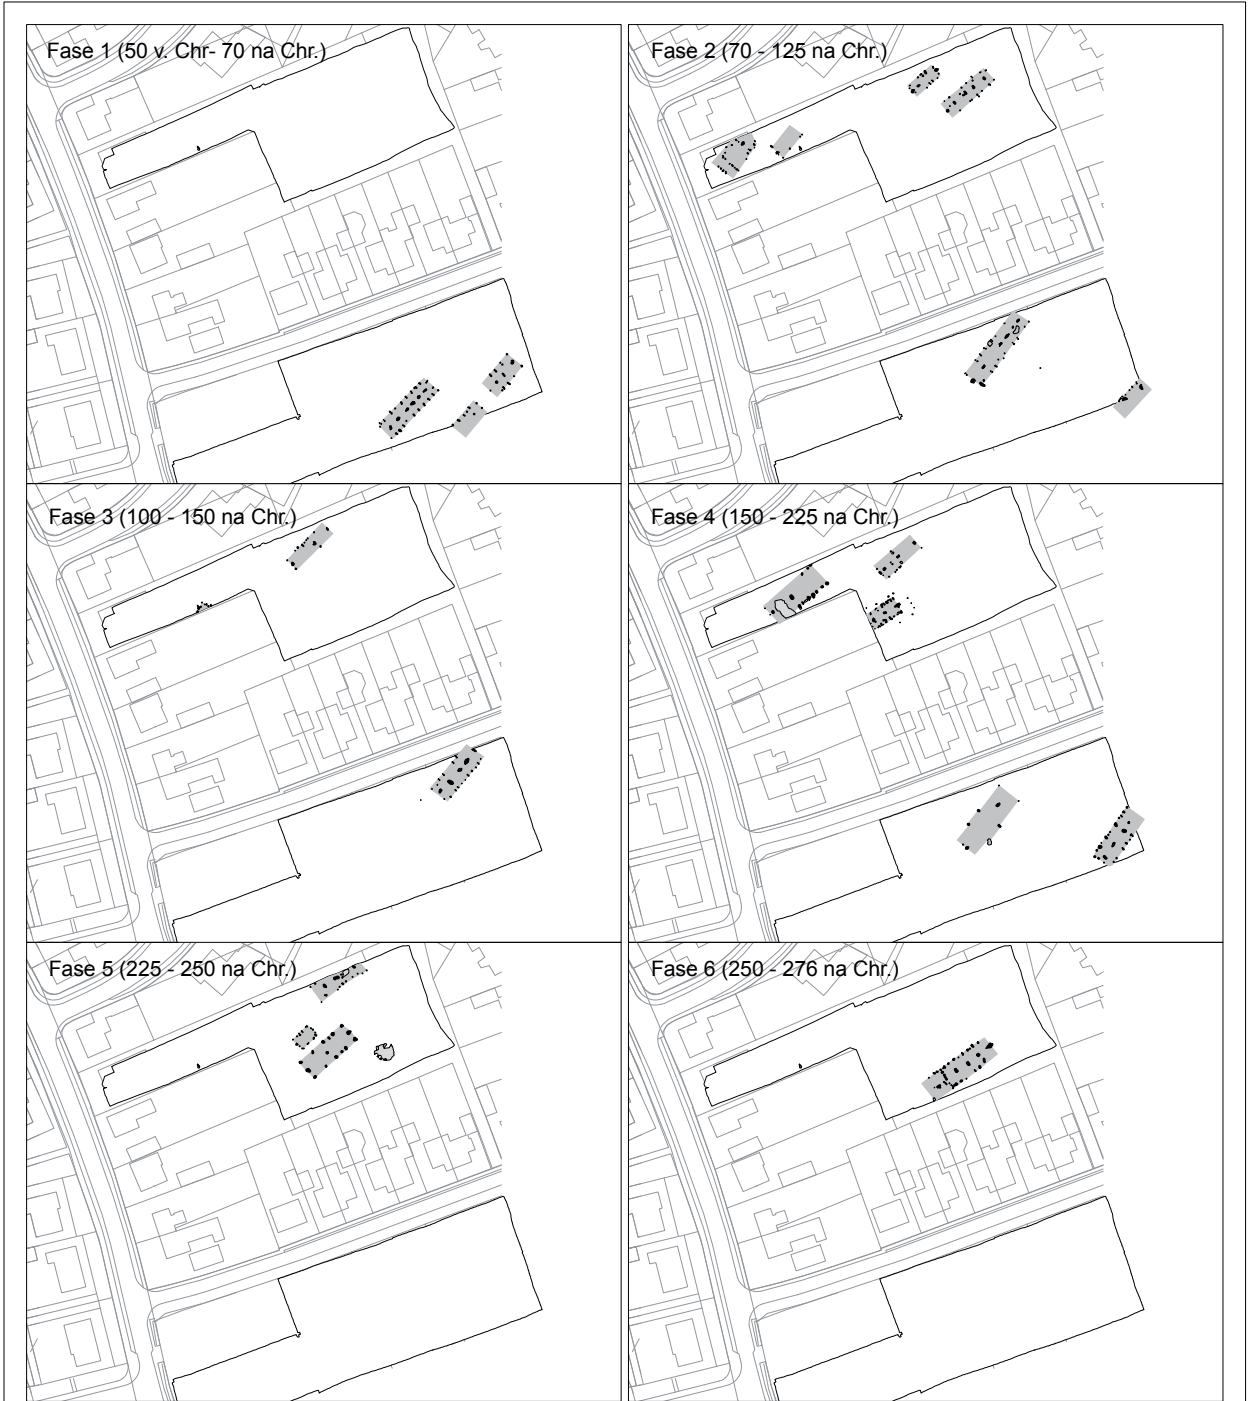 Fase 1 (50 v. Chr- 70 na Chr.)
Fase 2 (70 - 125 na Chr.)
Fase 3 (100 - 150 na Chr.)
Fase 4 (150 - 225 na Chr.)
Fase 5 (225 - 250 na Chr.)
Fase 6 (250 - 276 na Chr.)